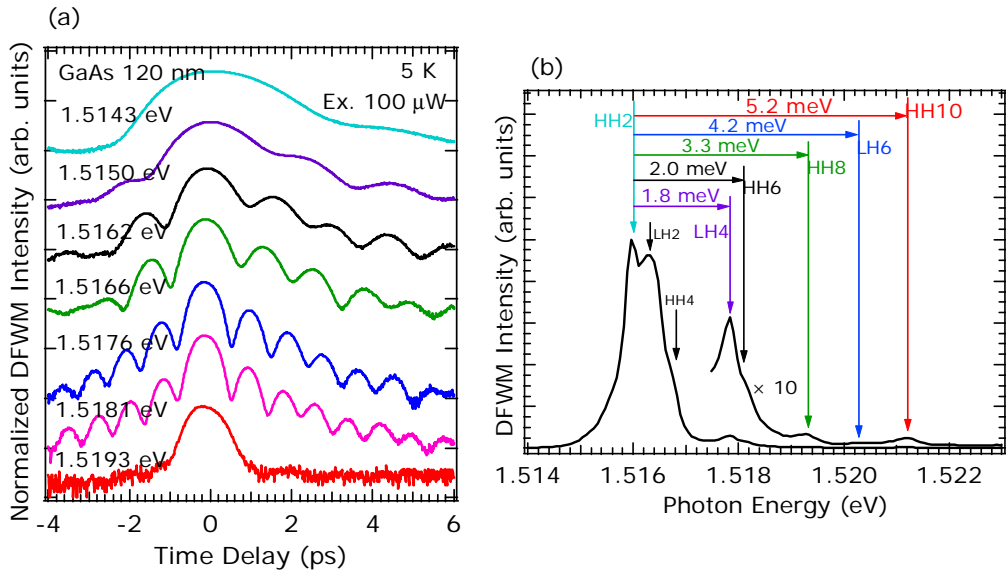 (a)
Normalized DFWM Intensity (arb. units)
GaAs 120 nm
5 K
Ex. 100 μW
1.5143 eV
1.5150 eV
1.5162 eV
1.5166 eV
1.5176 eV
1.5181 eV
1.5193 eV
-4 -2 0 2 4 6
Time Delay (ps)
(b)
DFWM Intensity (arb. units)
5.2 meV
HH2
HH10
4.2 meV
LH6
3.3 meV
HH8
2.0 meV
HH6
1.8 meV
LH4
LH2
HH4
× 10
1.514 1.516 1.518 1.520 1.522
Photon Energy (eV)